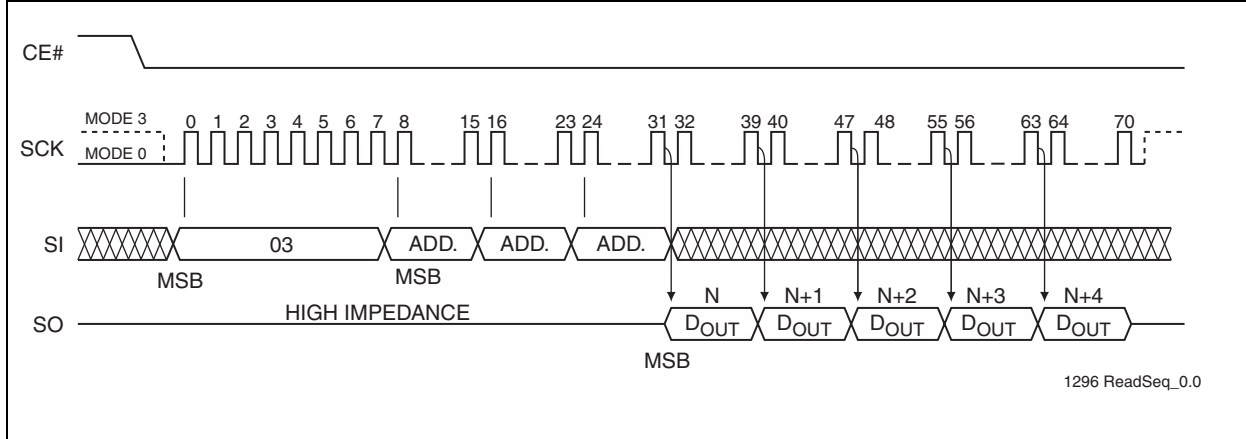 CE#
MODE 3
0 1 2 3 4 5 6 7 8 15 16 23 24 31 32 39 40 47 48 55 56 63 64 70
SCK
MODE 0
SI
03 ADD. ADD. ADD.
MSB MSB
HIGH IMPEDANCE
N N+1 N+2 N+3 N+4
SO
DOUT DOUT DOUT DOUT DOUT
MSB
1296 ReadSeq_0.0